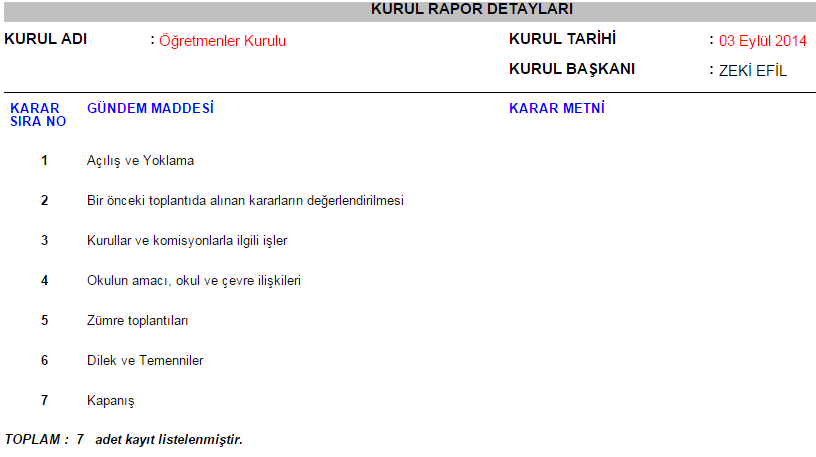 KURUL RAPOR DETAYLARI
KURUL ADI : Öğretmenler Kurulu KURUL TARİHİ : 03 Eylül 2014
KURUL BAŞKANI : ZEKİ EFİL
KARAR SIRA NO GÜNDEM MADDESİ KARAR METNİ
1 Açılış ve Yoklama
2 Bir önceki toplantıda alınan kararların değerlendirilmesi
3 Kurullar ve komisyonlarla ilgili işler
4 Okulun amacı, okul ve çevre ilişkileri
5 Zümre toplantıları
6 Dilek ve Temenniler
7 Kapanış
TOPLAM : 7 adet kayıt listelenmiştir.